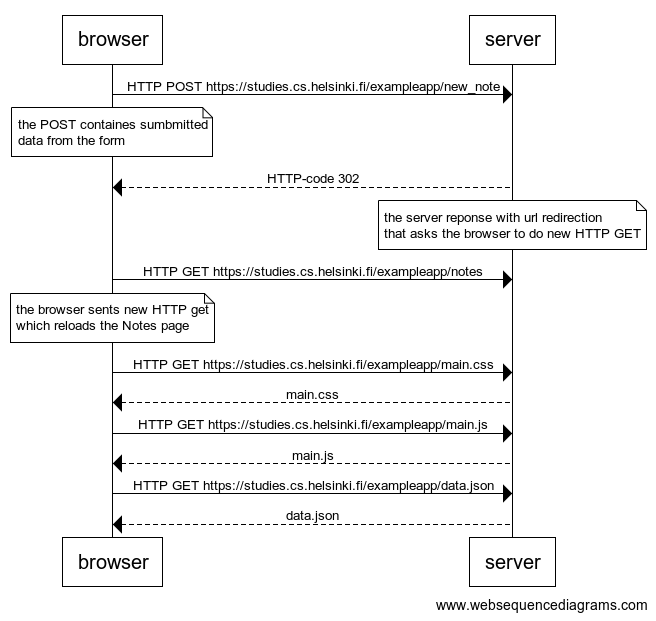 browser
server
HTTP POST https://studies.cs.helsinki.fi/exampleapp/new_note
the POST containes sumbmitted
data from the form
HTTP-code 302
the server reponse with url redirection
that asks the browser to do new HTTP GET
HTTP GET https://studies.cs.helsinki.fi/exampleapp/notes
the browser sents new HTTP get
which reloads the Notes page
HTTP GET https://studies.cs.helsinki.fi/exampleapp/main.css
main.css
HTTP GET https://studies.cs.helsinki.fi/exampleapp/main.js
main.js
HTTP GET https://studies.cs.helsinki.fi/exampleapp/data.json
data.json
browser
server
www.websequencediagrams.com